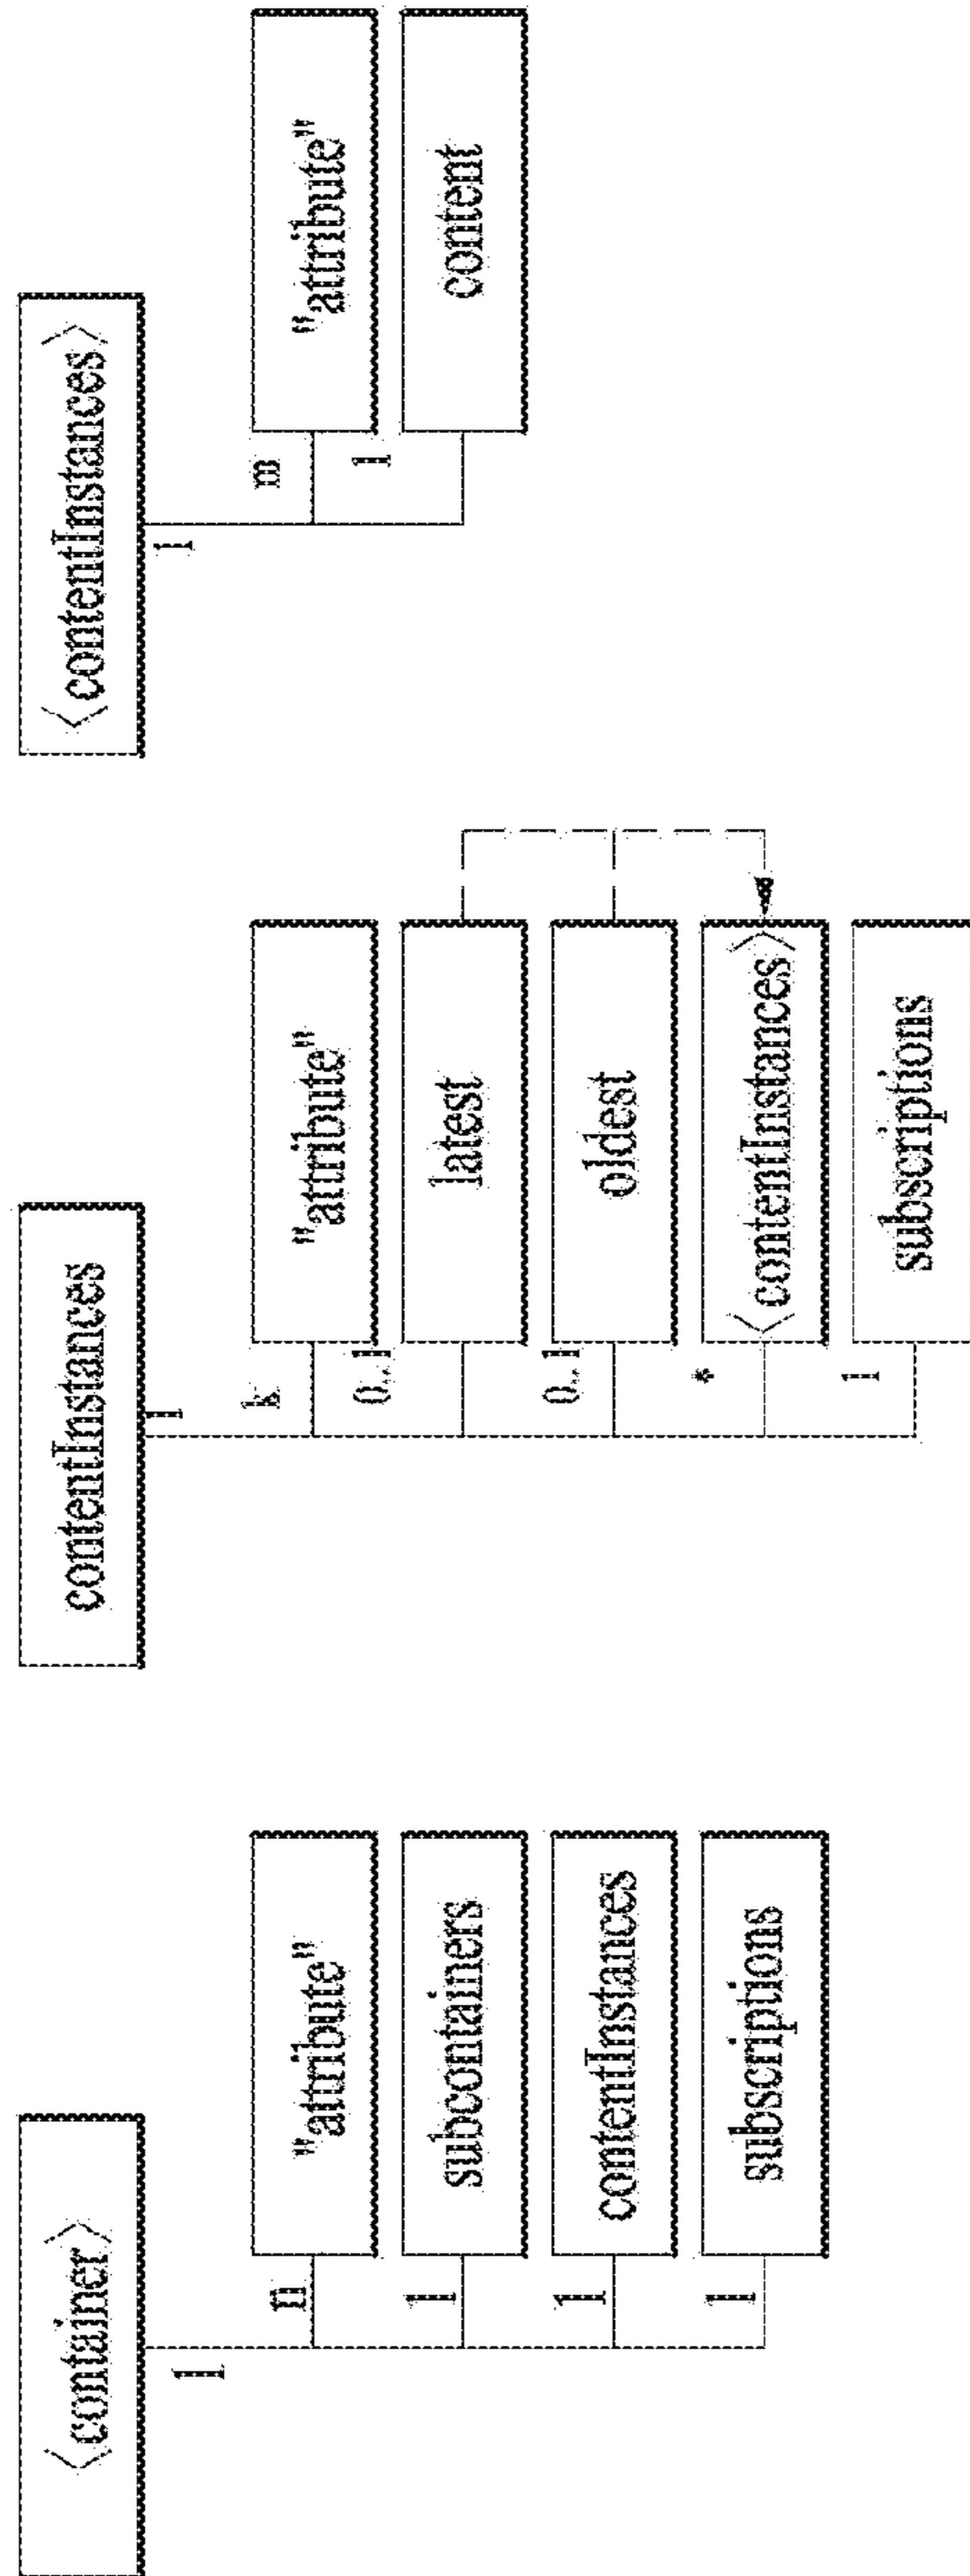 <container>
1
n
"attribute"
1
subcontainers
1
contentInstances
1
subscriptions
contentInstances
1
k
"attribute"
0..1
latest
0..1
oldest
*
<contentInstances>
1
subscriptions
<contentInstances>
1
m
"attribute"
1
content